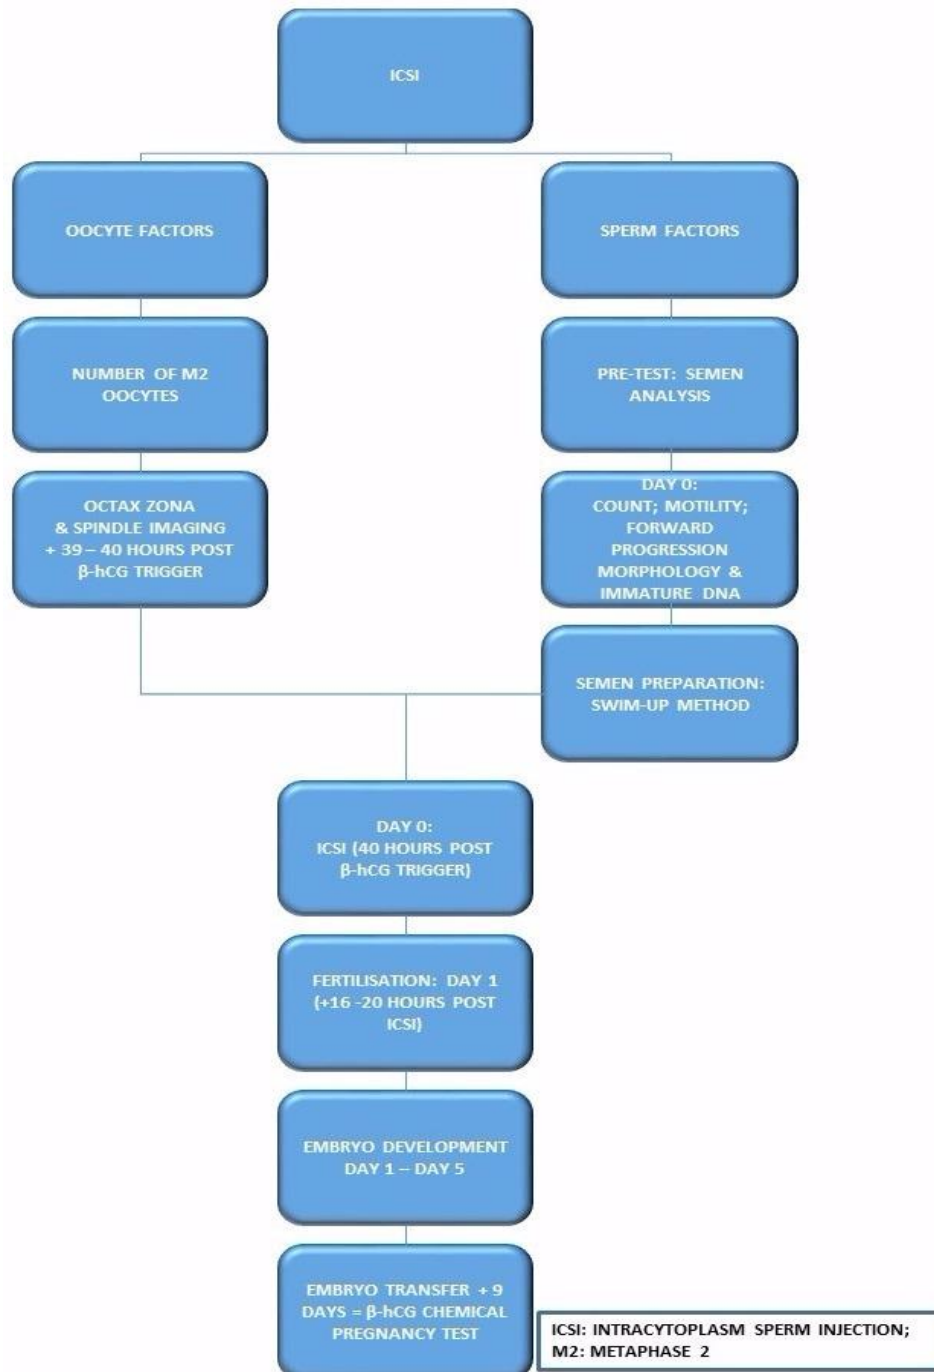 ICSI
OOCYTE FACTORS
SPERM FACTORS
NUMBER OF M2
OOCYTES
PRE-TEST: SEMEN
ANALYSIS
OCTAX ZONA
& SPINDLE IMAGING
+ 39 – 40 HOURS POST
β-hCG TRIGGER
DAY 0:
COUNT; MOTILITY;
FORWARD
PROGRESSION
MORPHOLOGY &
IMMATURE DNA
SEMEN PREPARATION:
SWIM-UP METHOD
DAY 0:
ICSI (40 HOURS POST
β-hCG TRIGGER)
FERTILISATION: DAY 1
(+16 -20 HOURS POST
ICSI)
EMBRYO DEVELOPMENT
DAY 1 – DAY 5
EMBRYO TRANSFER + 9
DAYS = β-hCG CHEMICAL
PREGNANCY TEST
ICSI: INTRACYTOPLASM SPERM INJECTION;
M2: METAPHASE 2